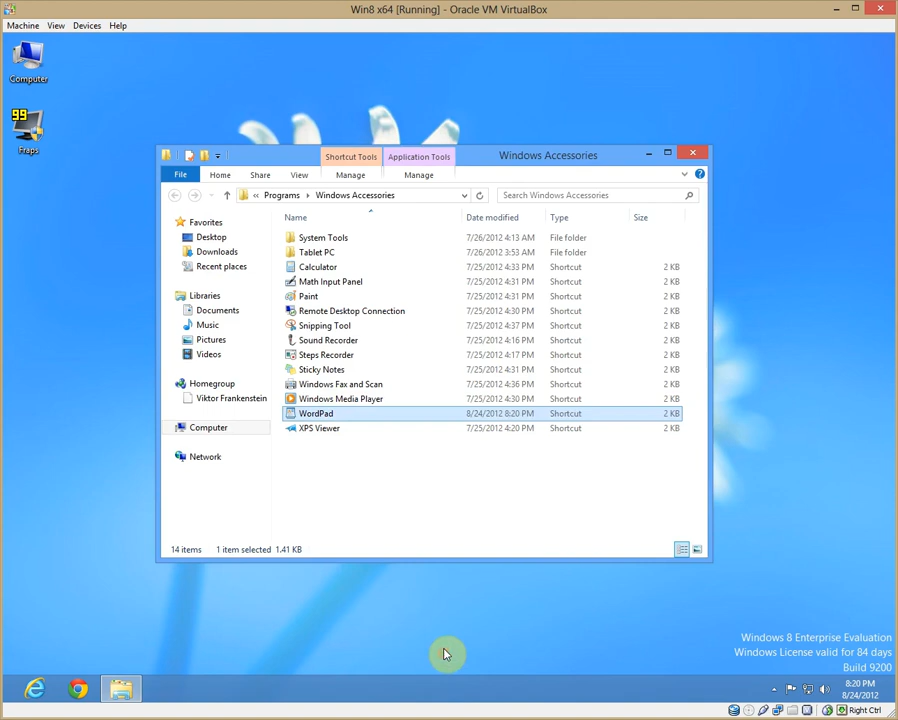 Win8 x64 [Running] - Oracle VM VirtualBox
Machine View Devices Help
Computer
99
Fraps
Shortcut Tools Application Tools Windows Accessories
File Home Share View Manage Manage
« Programs Windows Accessories Search Windows Accessories
Name Date modified Type Size
Favorites
Desktop
Downloads
Recent places
Libraries
Documents
Music
Pictures
Videos
Homegroup
Viktor Frankenstein
Computer
Network
System Tools 7/26/2012 4:13 AM File folder
Tablet PC 7/26/2012 3:53 AM File folder
Calculator 7/25/2012 4:33 PM Shortcut 2 KB
Math Input Panel 7/25/2012 4:31 PM Shortcut 2 KB
Paint 7/25/2012 4:31 PM Shortcut 2 KB
Remote Desktop Connection 7/25/2012 4:30 PM Shortcut 2 KB
Snipping Tool 7/25/2012 4:37 PM Shortcut 2 KB
Sound Recorder 7/25/2012 4:16 PM Shortcut 2 KB
Steps Recorder 7/25/2012 4:17 PM Shortcut 2 KB
Sticky Notes 7/25/2012 4:31 PM Shortcut 2 KB
Windows Fax and Scan 7/25/2012 4:36 PM Shortcut 2 KB
Windows Media Player 7/25/2012 4:30 PM Shortcut 2 KB
WordPad 8/24/2012 8:20 PM Shortcut 2 KB
XPS Viewer 7/25/2012 4:20 PM Shortcut 2 KB
14 items 1 item selected 1.41 KB
Windows 8 Enterprise Evaluation
Windows License valid for 84 days
Build 9200
8:20 PM
8/24/2012
Right Ctrl